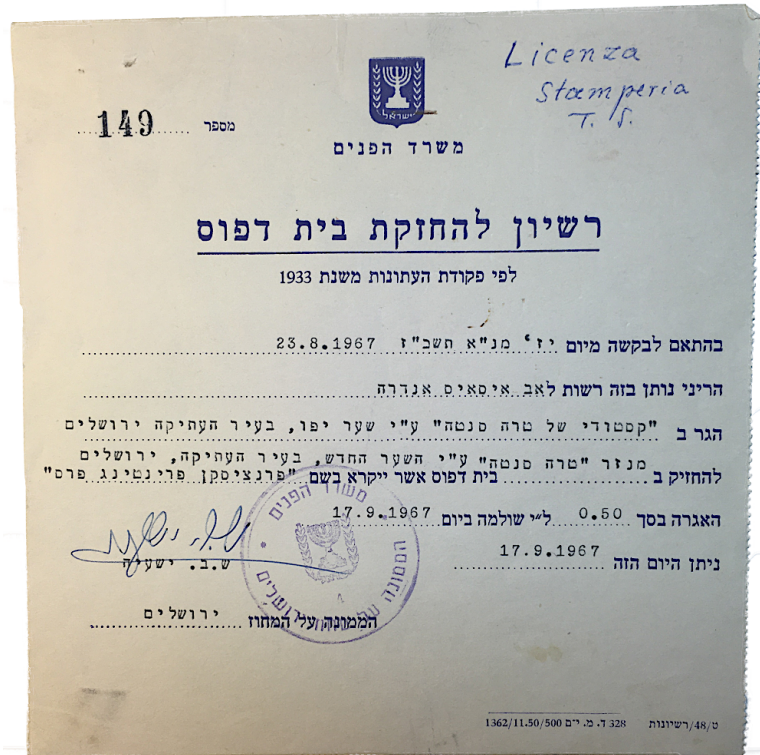 Licenza
Stamperia
T. S.
מספר 149
ישראל
משרד הפנים
רשיון להחזקת בית דפוס
לפי פקודת העתונות משנת 1933
בהתאם לבקשה מיום יז' מנ"א תשכ"ז 23.8.1967
הריני נותן בזה רשות לאב איסאיס אנדרה
הגר ב "קסטודי של טרה סנטה" ע"י שער יפו, בעיר העתיקה ירושלים
מנזר "טרה סנטה" ע"י השער החדש, בעיר העתיקה, ירושלים
להחזיק ב בית דפוס אשר ייקרא בשם "פרנציסקן פרינטינג פרס"
האגרה בסך 0.50 ל״י שולמה ביום 17.9.1967
ניתן היום הזה 17.9.1967
ש.ב. ישעיה
הממונה על המחוז ירושלים
משרד הפנים
הממונה על מחוז ירושלים
ט/48/רשיונות 328 ד. מ. י״ם 1362/11.50/500